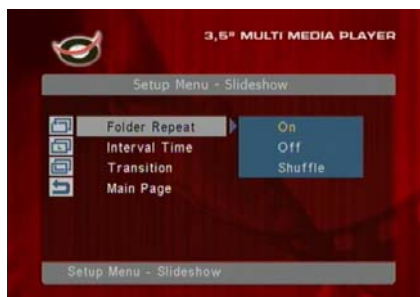 3,5" MULTI MEDIA PLAYER
Setup Menu - Slideshow
Folder Repeat On
Interval Time Off
Transition Shuffle
Main Page
Setup Menu - Slideshow